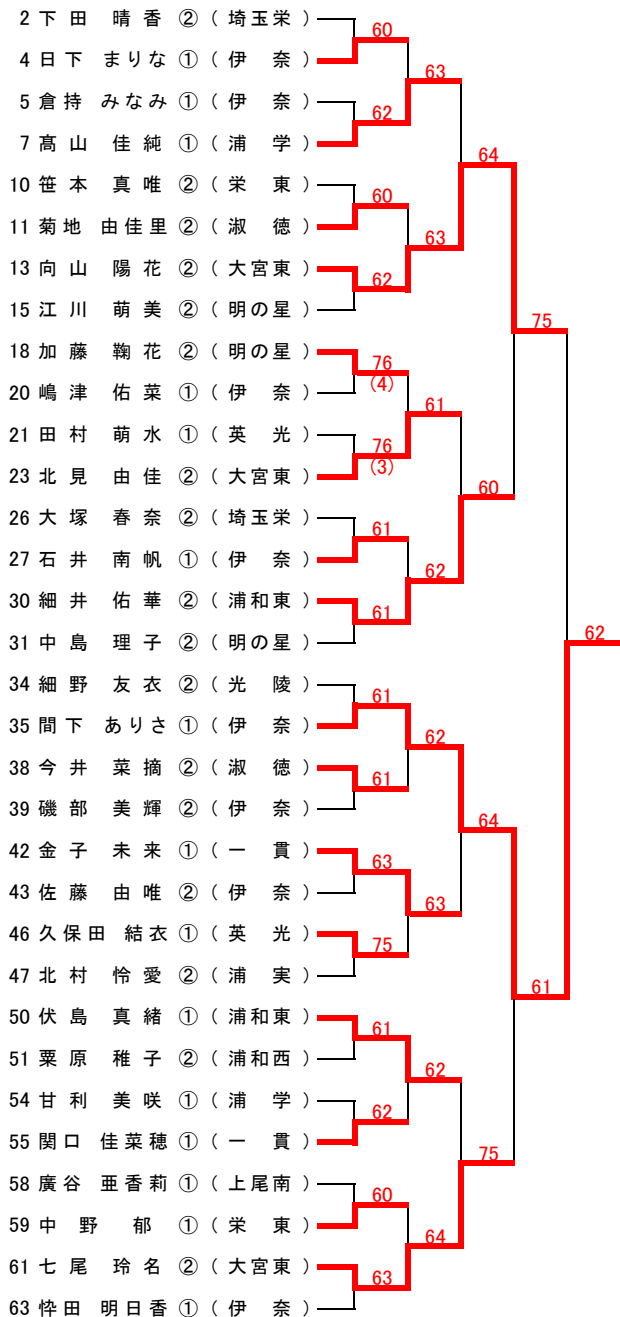 2 下田 晴香 ② ( 埼玉栄 )
60
4 日下 まりな ① ( 伊 奈 )
63
5 倉持 みなみ ① ( 伊 奈 )
62
7 髙山 佳純 ① ( 浦 学 )
64
10 笹本 真唯 ② ( 栄 東 )
60
11 菊地 由佳里 ② ( 淑 徳 )
63
13 向山 陽花 ② ( 大宮東 )
62
15 江川 萌美 ② ( 明の星 )
75
18 加藤 鞠花 ② ( 明の星 )
76
(4)
20 嶋津 佑菜 ① ( 伊 奈 )
61
21 田村 萌水 ① ( 英 光 )
76
(3)
23 北見 由佳 ② ( 大宮東 )
60
26 大塚 春奈 ② ( 埼玉栄 )
61
27 石井 南帆 ① ( 伊 奈 )
62
30 細井 佑華 ② ( 浦和東 )
61
31 中島 理子 ② ( 明の星 )
62
34 細野 友衣 ② ( 光 陵 )
61
35 間下 ありさ ① ( 伊 奈 )
62
38 今井 菜摘 ② ( 淑 徳 )
61
39 磯部 美輝 ② ( 伊 奈 )
64
42 金子 未来 ① ( 一 貫 )
63
43 佐藤 由唯 ② ( 伊 奈 )
63
46 久保田 結衣 ① ( 英 光 )
75
47 北村 怜愛 ② ( 浦 実 )
61
50 伏島 真緒 ① ( 浦和東 )
61
51 粟原 稚子 ② ( 浦和西 )
62
54 甘利 美咲 ① ( 浦 学 )
62
55 関口 佳菜穂 ① ( 一 貫 )
75
58 廣谷 亜香莉 ① ( 上尾南 )
60
59 中野 郁 ① ( 栄 東 )
64
61 七尾 玲名 ② ( 大宮東 )
63
63 忰田 明日香 ① ( 伊 奈 )